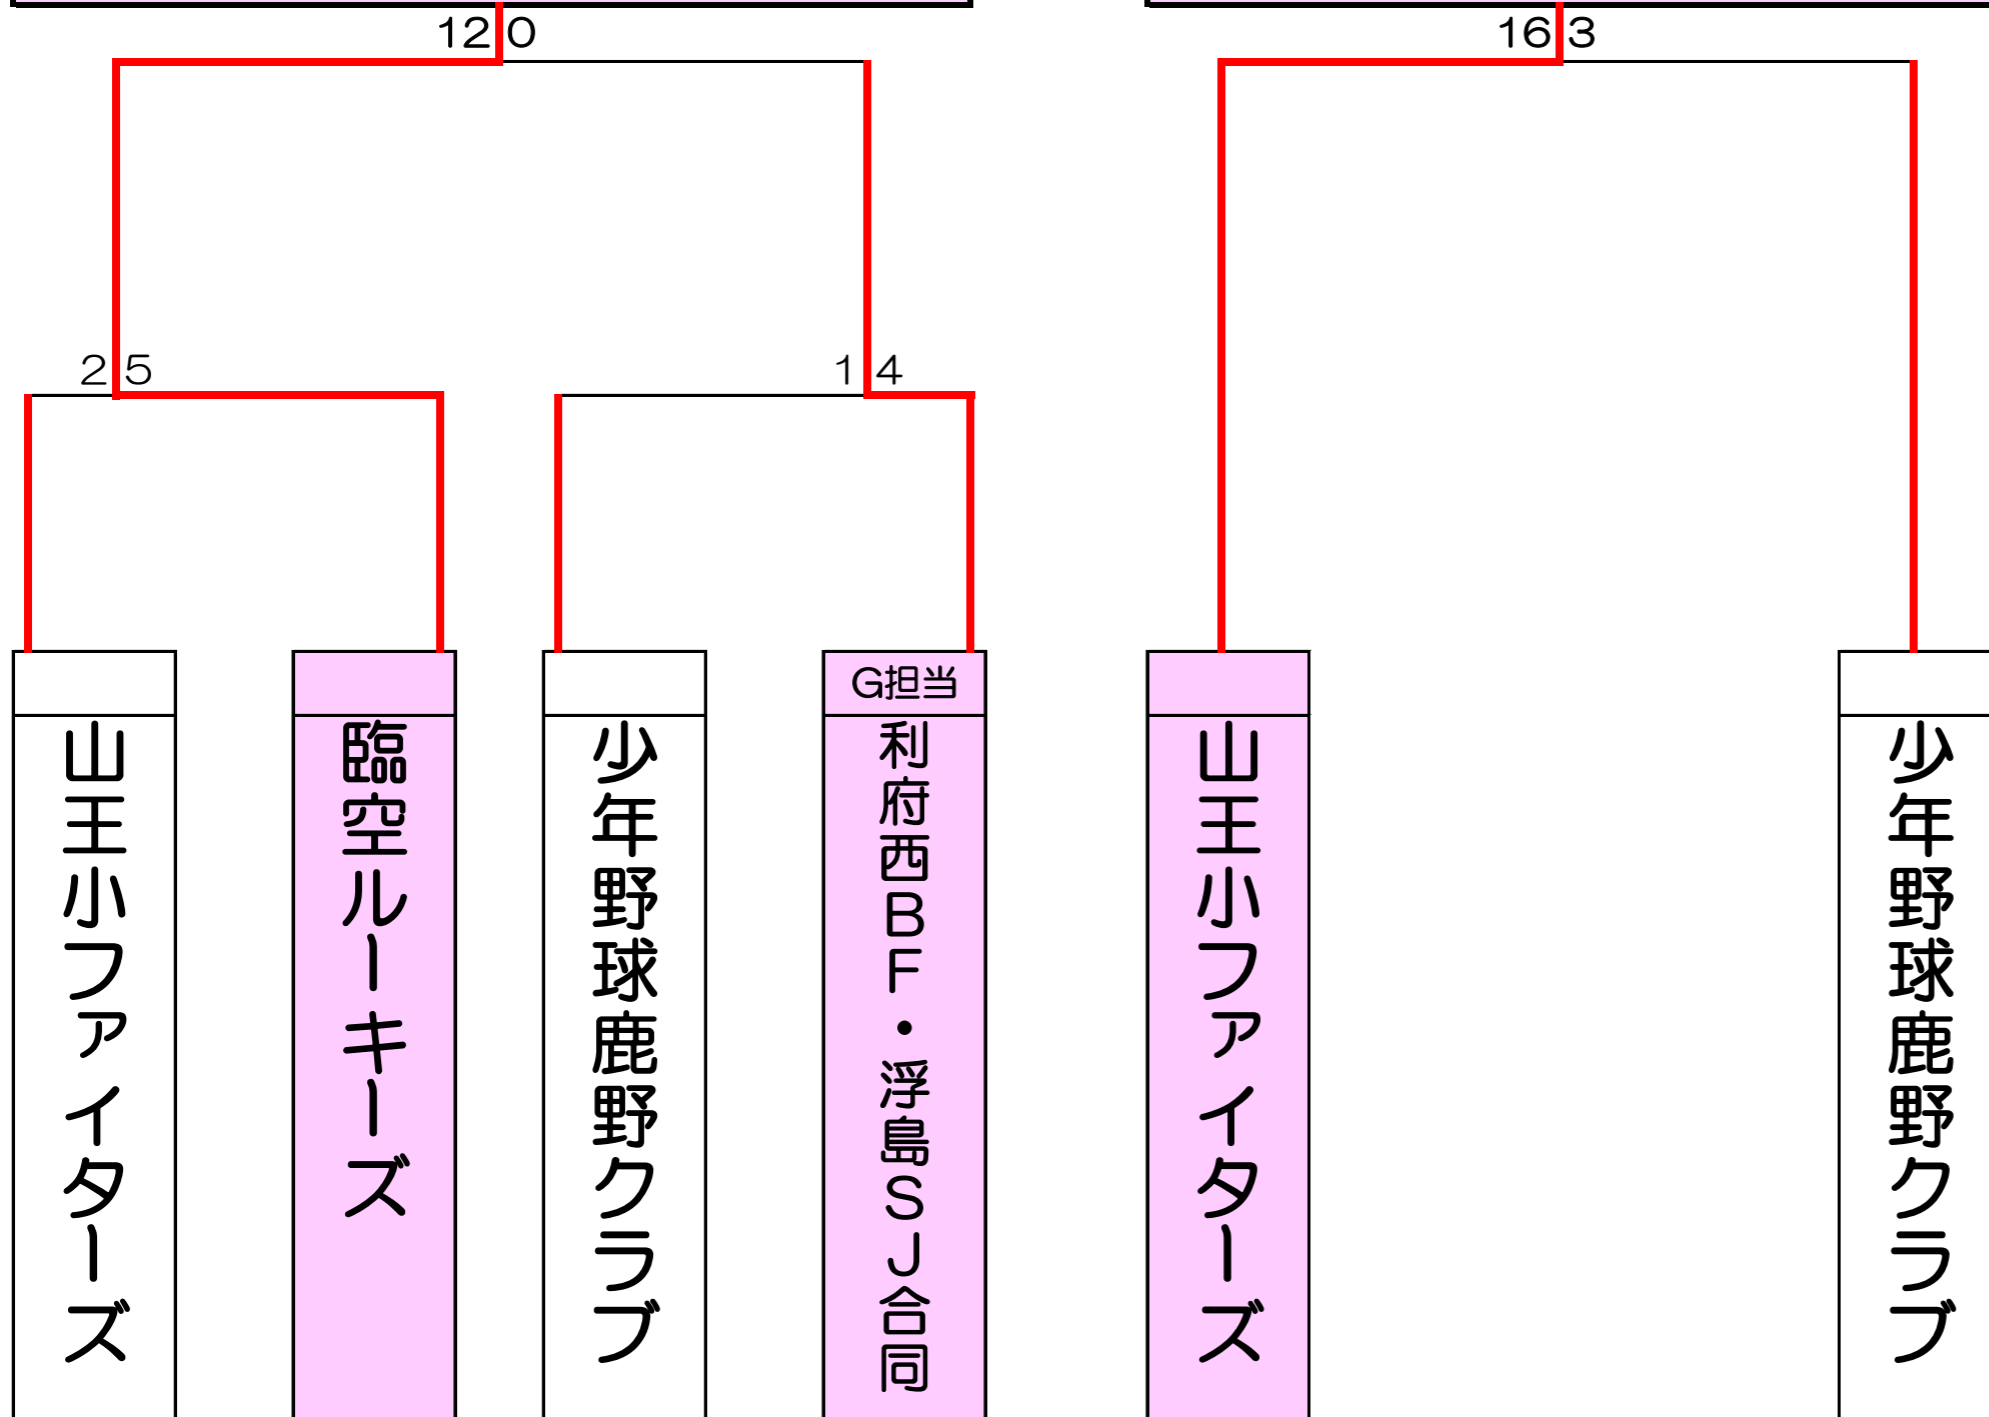 12 0
16 3
2 5
1 4
G担当
山王小ファイターズ
臨空ルーキーズ
少年野球鹿野クラブ
利府西BF・浮島SJ合同
山王小ファイターズ
少年野球鹿野クラブ